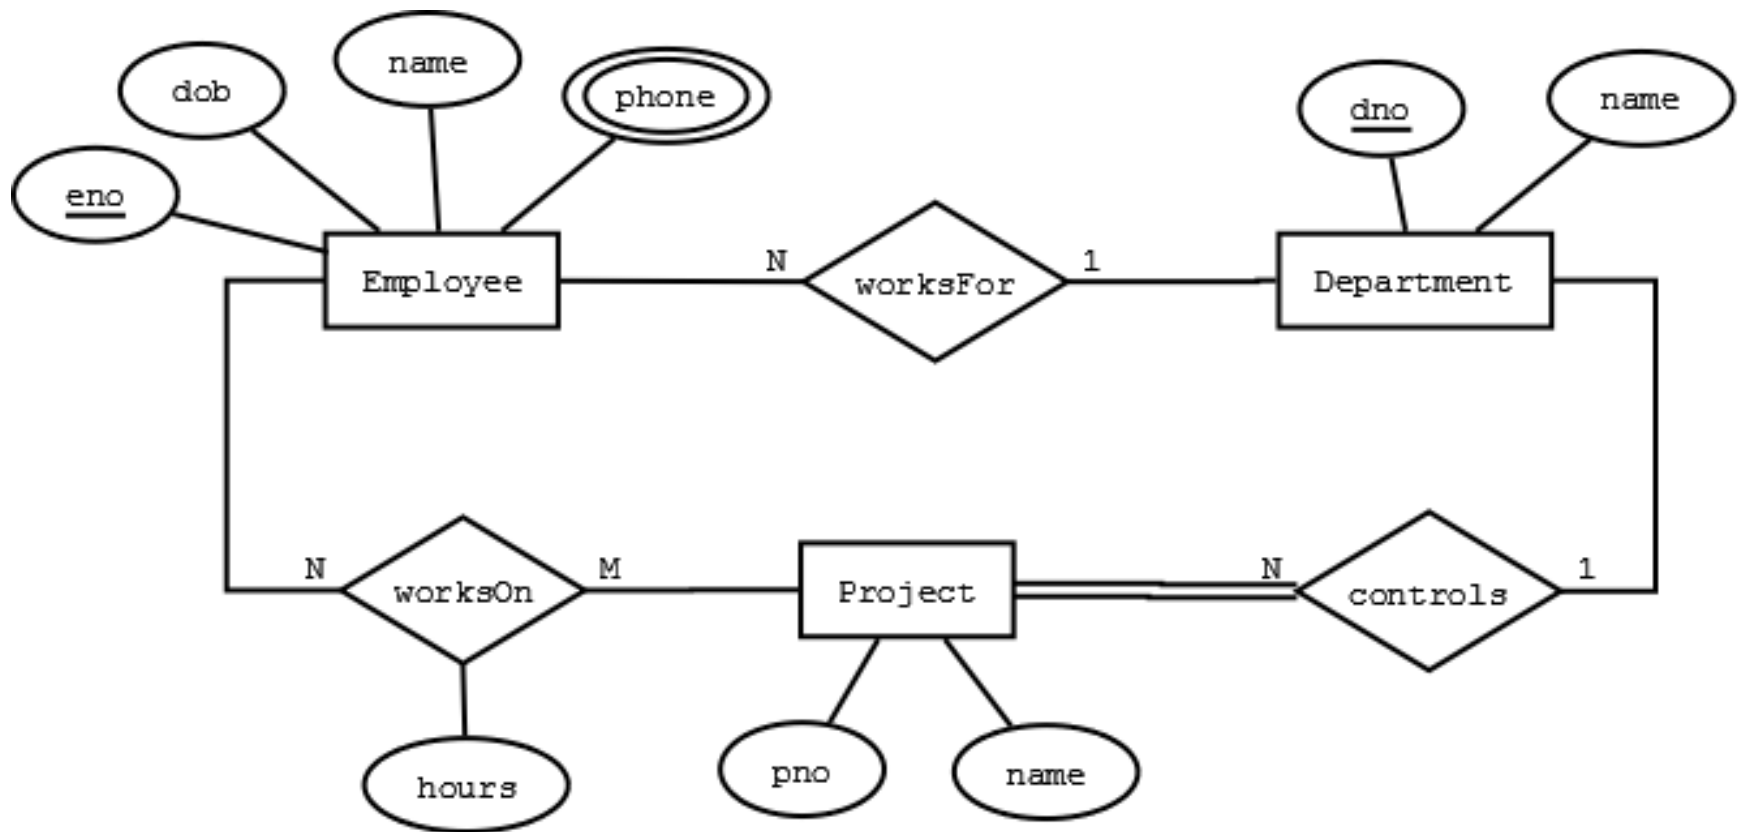 name
dob
phone
dno
name
eno
N
1
Employee
worksFor
Department
N
M
N
1
worksOn
Project
controls
hours
pno
name